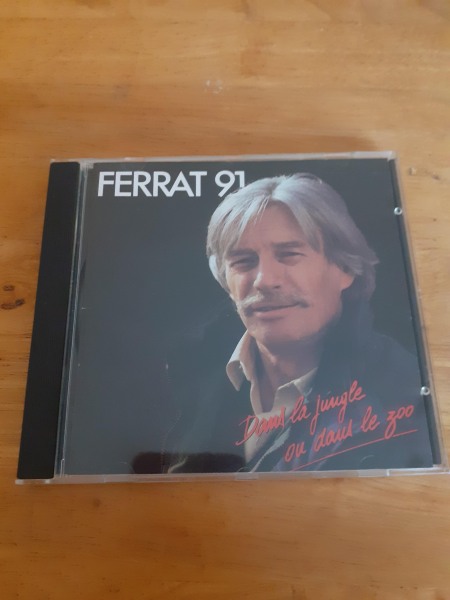 FERRAT 91
Dans la jungle
ou dans le zoo